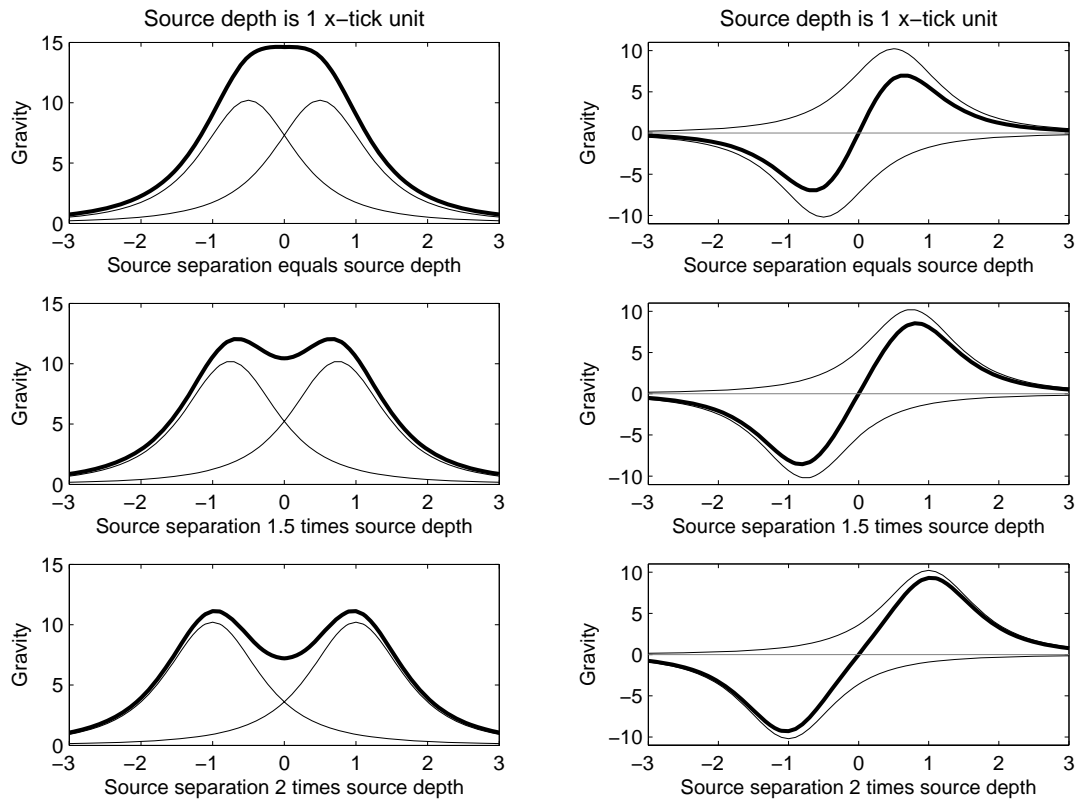 Source depth is 1 x−tick unit
15
10
5
0
Gravity
−3 −2 −1 0 1 2 3
Source separation equals source depth
Source depth is 1 x−tick unit
10
5
0
−5
−10
Gravity
−3 −2 −1 0 1 2 3
Source separation equals source depth
15
10
5
0
Gravity
−3 −2 −1 0 1 2 3
Source separation 1.5 times source depth
10
5
0
−5
−10
Gravity
−3 −2 −1 0 1 2 3
Source separation 1.5 times source depth
15
10
5
0
Gravity
−3 −2 −1 0 1 2 3
Source separation 2 times source depth
10
5
0
−5
−10
Gravity
−3 −2 −1 0 1 2 3
Source separation 2 times source depth